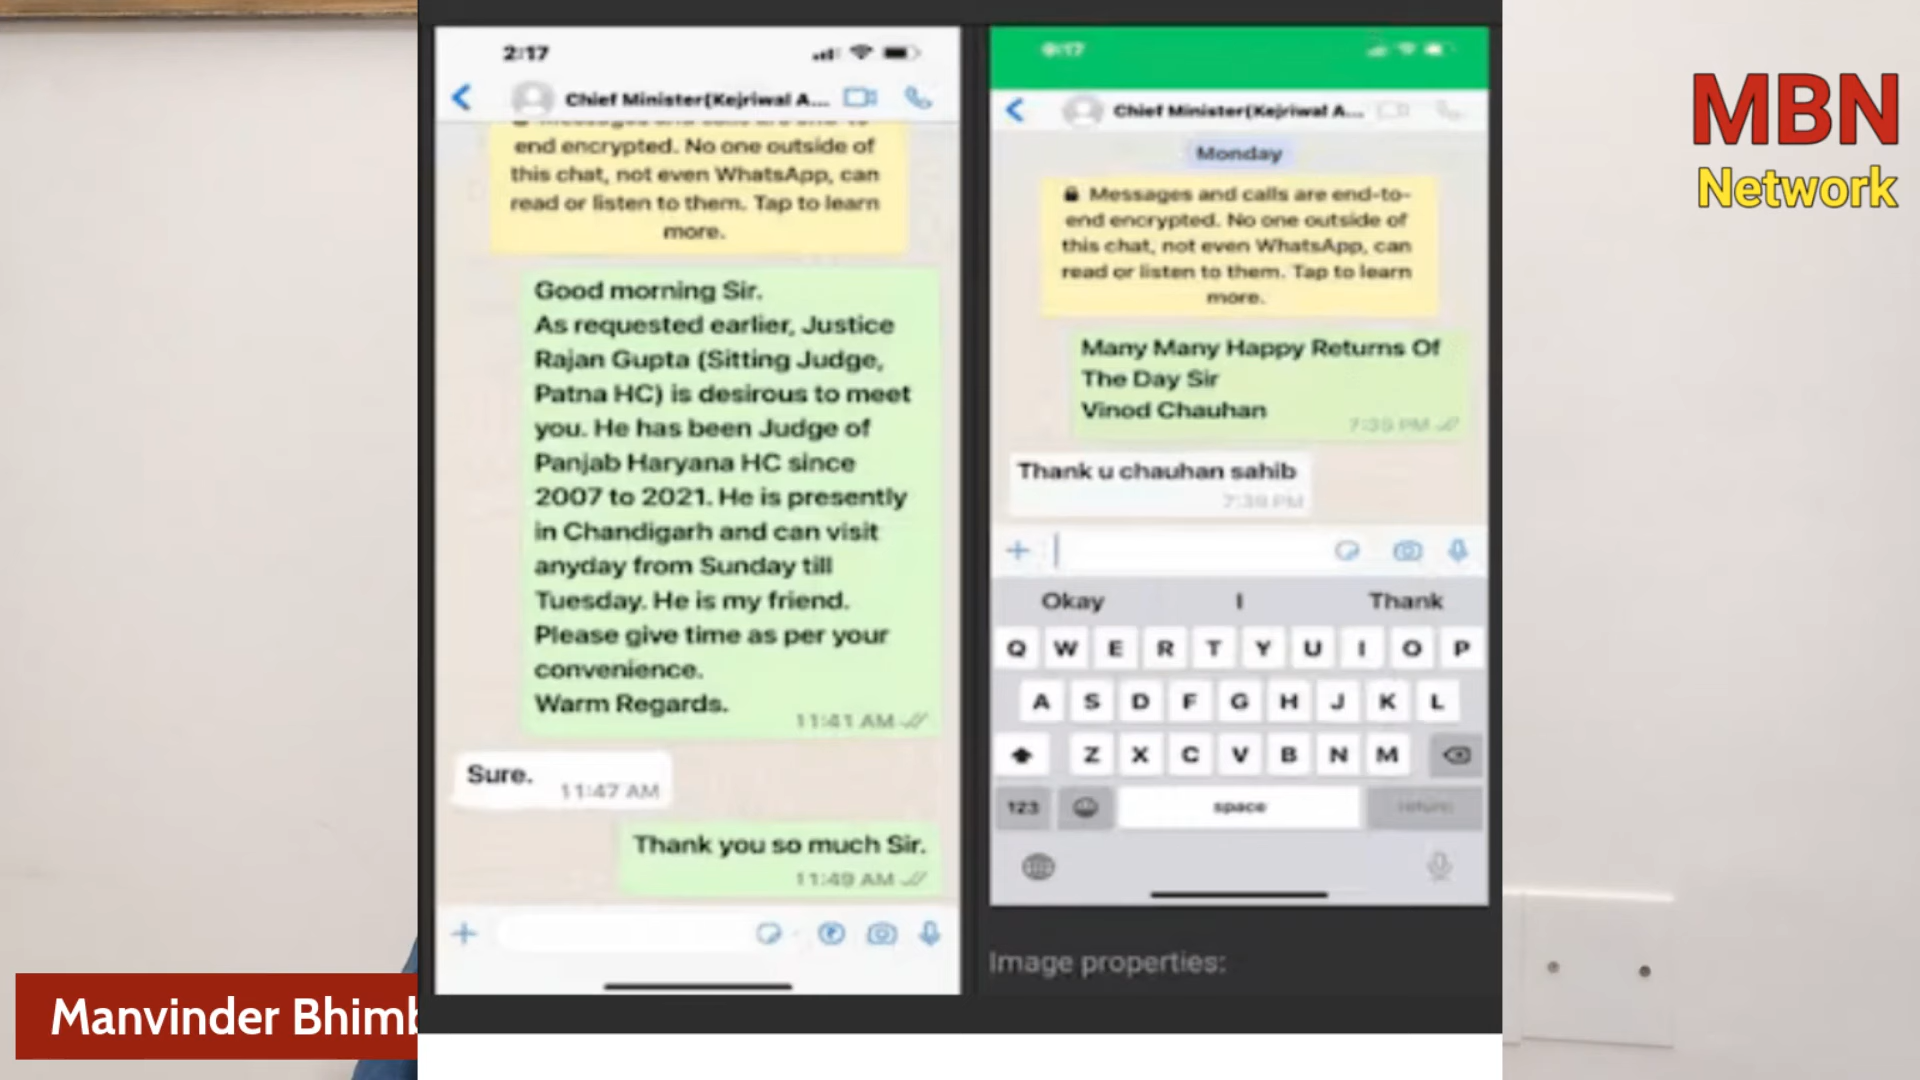 2:17
Chief Minister(Kejriwal A...
end encrypted. No one outside of
this chat, not even WhatsApp, can
read or listen to them. Tap to learn
more.
Good morning Sir.
As requested earlier, Justice
Rajan Gupta (Sitting Judge,
Patna HC) is desirous to meet
you. He has been Judge of
Panjab Haryana HC since
2007 to 2021. He is presently
in Chandigarh and can visit
anyday from Sunday till
Tuesday. He is my friend.
Please give time as per your
convenience.
Warm Regards.
11:41 AM
Sure.
11:47 AM
Thank you so much Sir.
11:49 AM
Chief Minister(Kejriwal A...
Monday
Messages and calls are end-to-
end encrypted. No one outside of
this chat, not even WhatsApp, can
read or listen to them. Tap to learn
more.
Many Many Happy Returns Of
The Day Sir
Vinod Chauhan
7:39 PM
Thank u chauhan sahib
7:39 PM
Okay I Thank
Q W E R T Y U I O P
A S D F G H J K L
Z X C V B N M
123 space return
Image properties:
MBN
Network
Manvinder Bhimb